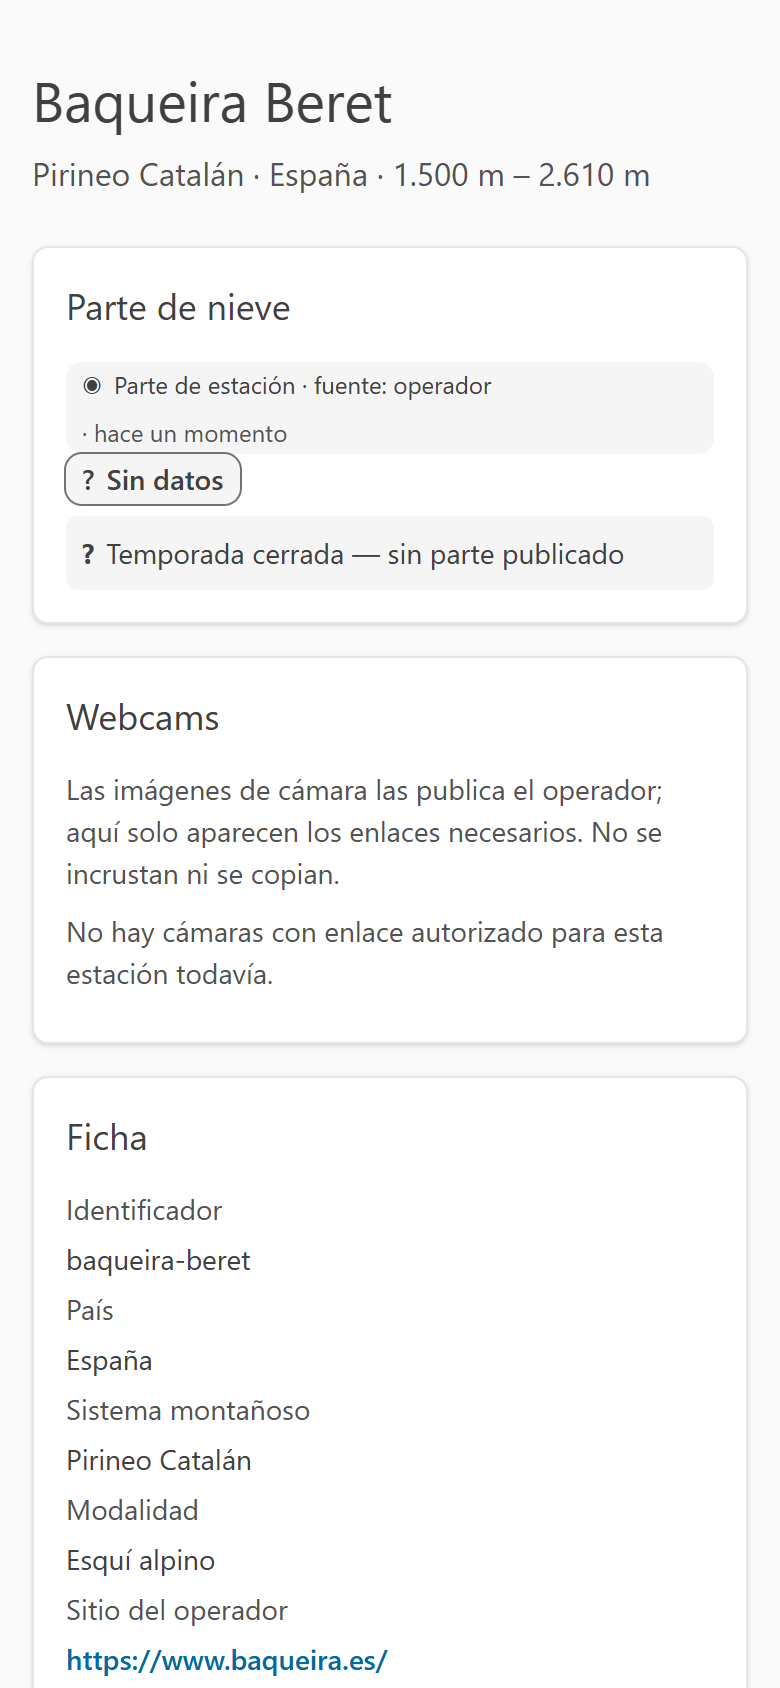 Baqueira Beret
Pirineo Catalán · España · 1.500 m – 2.610 m
Parte de nieve
◉ Parte de estación · fuente: operador
· hace un momento
? Sin datos
? Temporada cerrada — sin parte publicado
Webcams
Las imágenes de cámara las publica el operador;
aquí solo aparecen los enlaces necesarios. No se
incrustan ni se copian.
No hay cámaras con enlace autorizado para esta
estación todavía.
Ficha
Identificador
baqueira-beret
País
España
Sistema montañoso
Pirineo Catalán
Modalidad
Esquí alpino
Sitio del operador
https://www.baqueira.es/